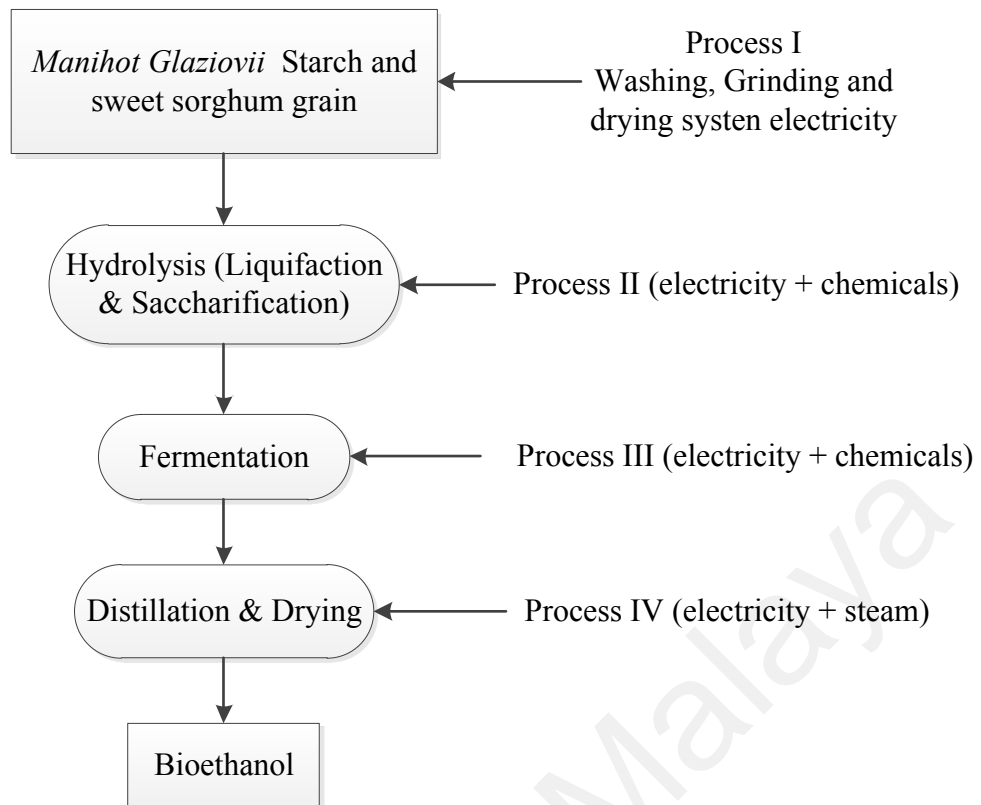 Manihot Glaziovii Starch and
sweet sorghum grain
Process I
Washing, Grinding and
drying systen electricity
Hydrolysis (Liquifaction
& Saccharification)
Process II (electricity + chemicals)
Fermentation
Process III (electricity + chemicals)
Distillation & Drying
Process IV (electricity + steam)
Bioethanol
Malaya